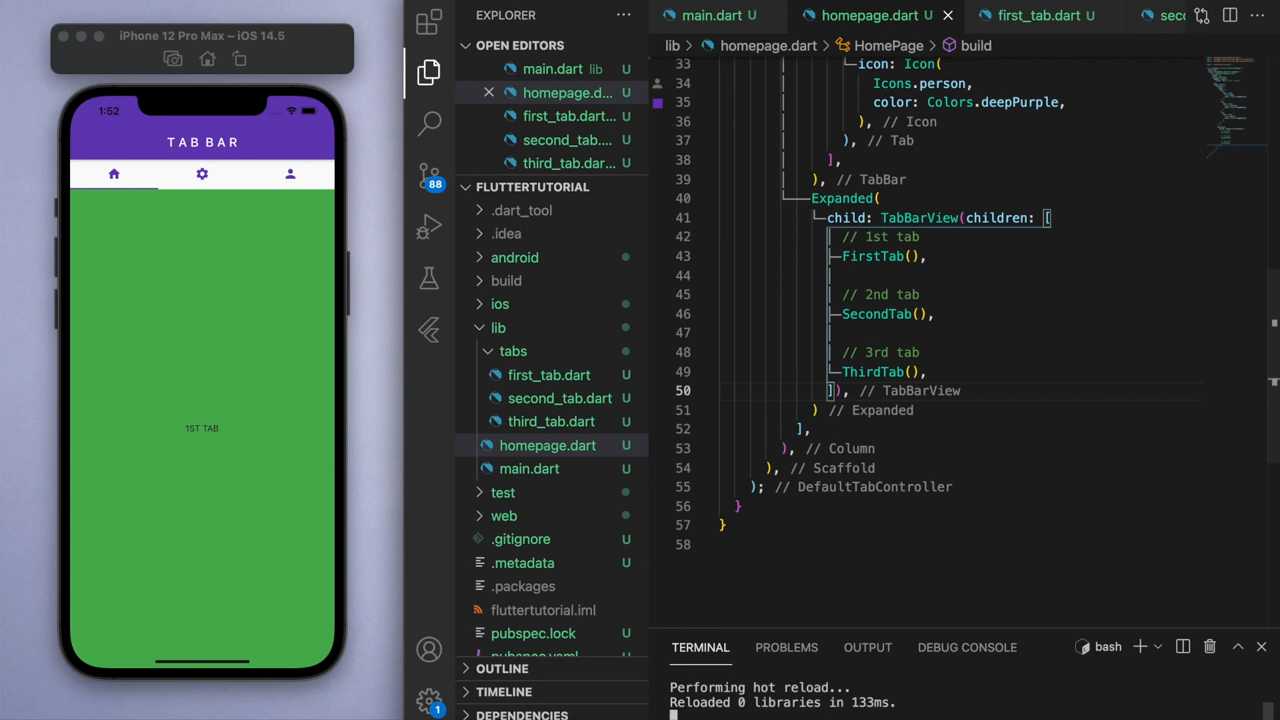 iPhone 12 Pro Max – iOS 14.5
1:52
TAB BAR
1ST TAB
EXPLORER
OPEN EDITORS
main.dart lib U
homepage.d... U
first_tab.dart... U
second_tab.... U
third_tab.dar... U
FLUTTERTUTORIAL
.dart_tool
.idea
android
build
ios
lib
tabs
first_tab.dart U
second_tab.dart U
third_tab.dart U
homepage.dart U
main.dart U
test
web
.gitignore U
.metadata U
.packages
fluttertutorial.iml
pubspec.lock U
pubspec.yaml U
OUTLINE
TIMELINE
DEPENDENCIES
88
1
main.dart U
homepage.dart U
first_tab.dart U
seco
lib > homepage.dart > HomePage > build
33 icon: Icon(
34 Icons.person,
35 color: Colors.deepPurple,
36 ), // Icon
37 ), // Tab
38 ],
39 ), // TabBar
40 Expanded(
41 child: TabBarView(children: [
42 // 1st tab
43 FirstTab(),
44
45 // 2nd tab
46 SecondTab(),
47
48 // 3rd tab
49 ThirdTab(),
50 ]), // TabBarView
51 ) // Expanded
52 ],
53 ), // Column
54 ), // Scaffold
55 ); // DefaultTabController
56 }
57 }
58
TERMINAL PROBLEMS OUTPUT DEBUG CONSOLE bash
Performing hot reload...
Reloaded 0 libraries in 133ms.